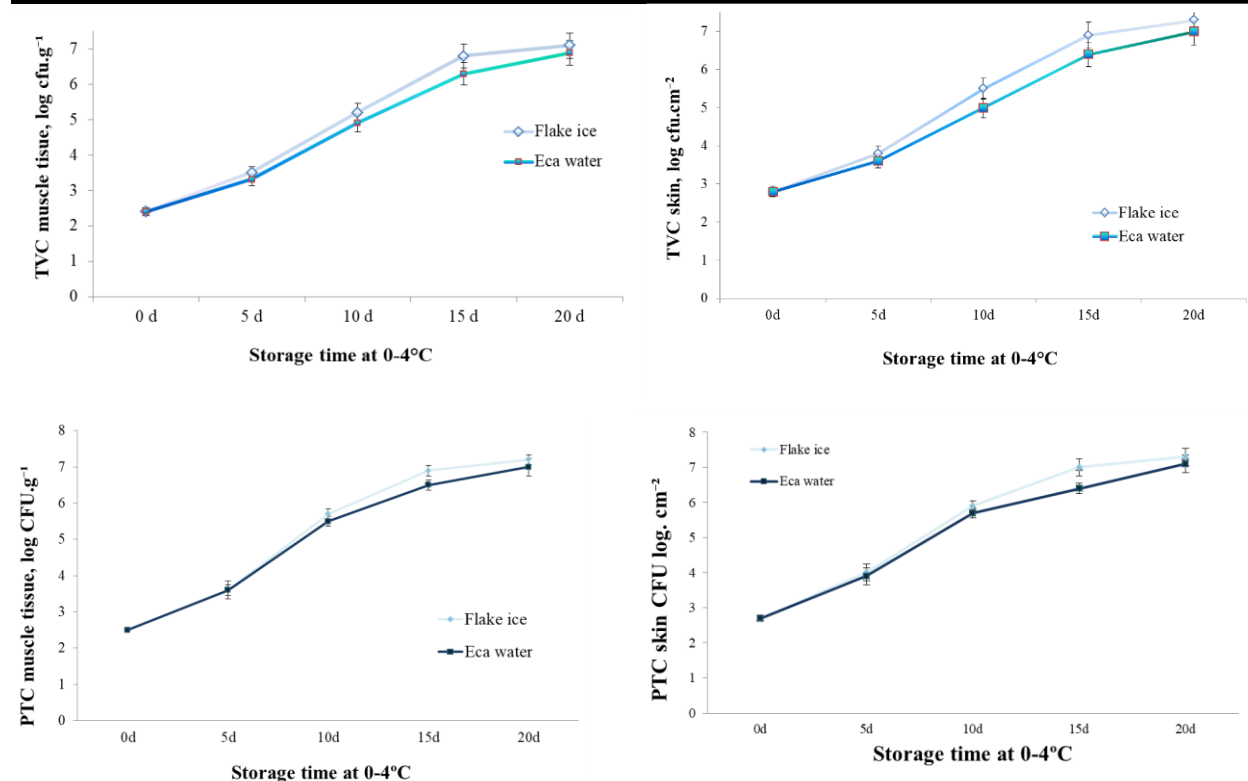 TVC muscle tisue, log cfu.g⁻¹
7
6
5
4
3
2
1
0
0 d 5 d 10 d 15 d 20 d
Storage time at 0-4°C
Flake ice
Eca water
TVC skin, log cfu.cm⁻²
7
6
5
4
3
2
1
0
0d 5d 10d 15d 20d
Storage time at 0-4°C
Flake ice
Eca water
PTC muscle tissue, log CFU.g⁻¹
8
7
6
5
4
3
2
1
0
0d 5d 10d 15d 20d
Storage time at 0-4ºC
Flake ice
Eca water
PTC skin CFU log. cm⁻²
8
7
6
5
4
3
2
1
0
0d 5d 10d 15d 20d
Storage time at 0-4ºC
Flake ice
Eca water